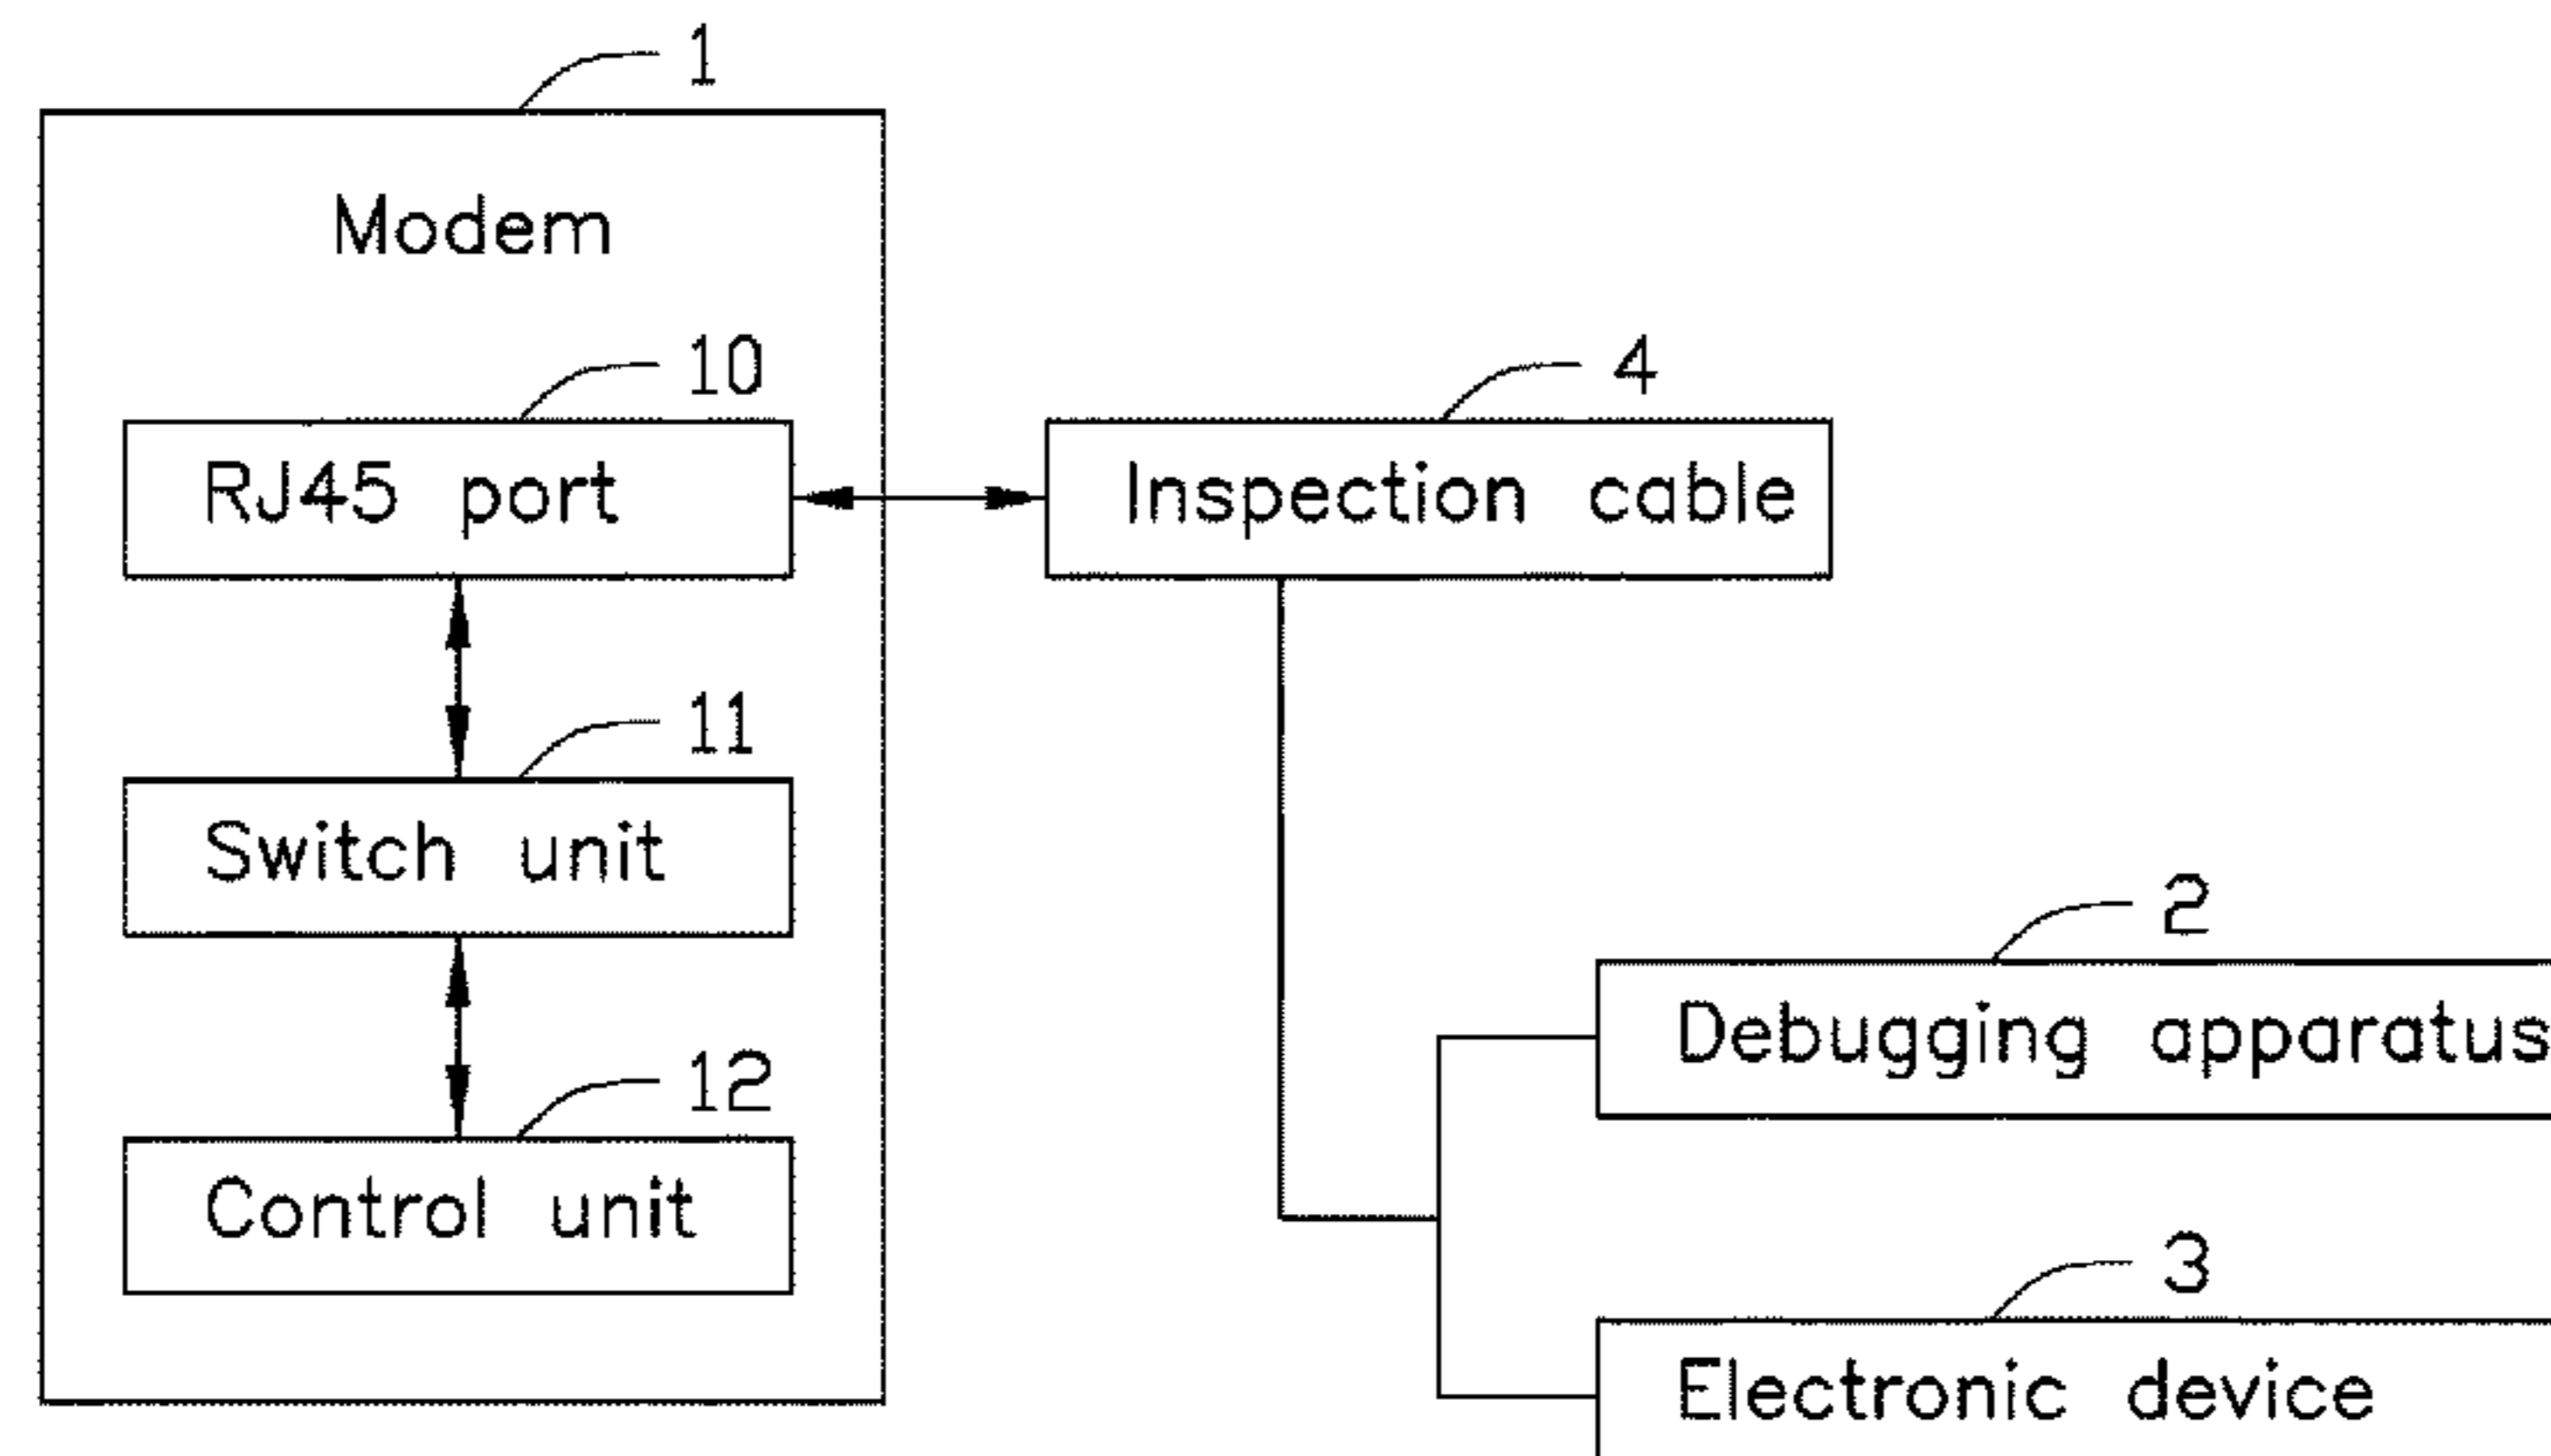 1
Modem
10
RJ45 port
4
Inspection cable
11
Switch unit
2
Debugging apparatus
12
Control unit
3
Electronic device